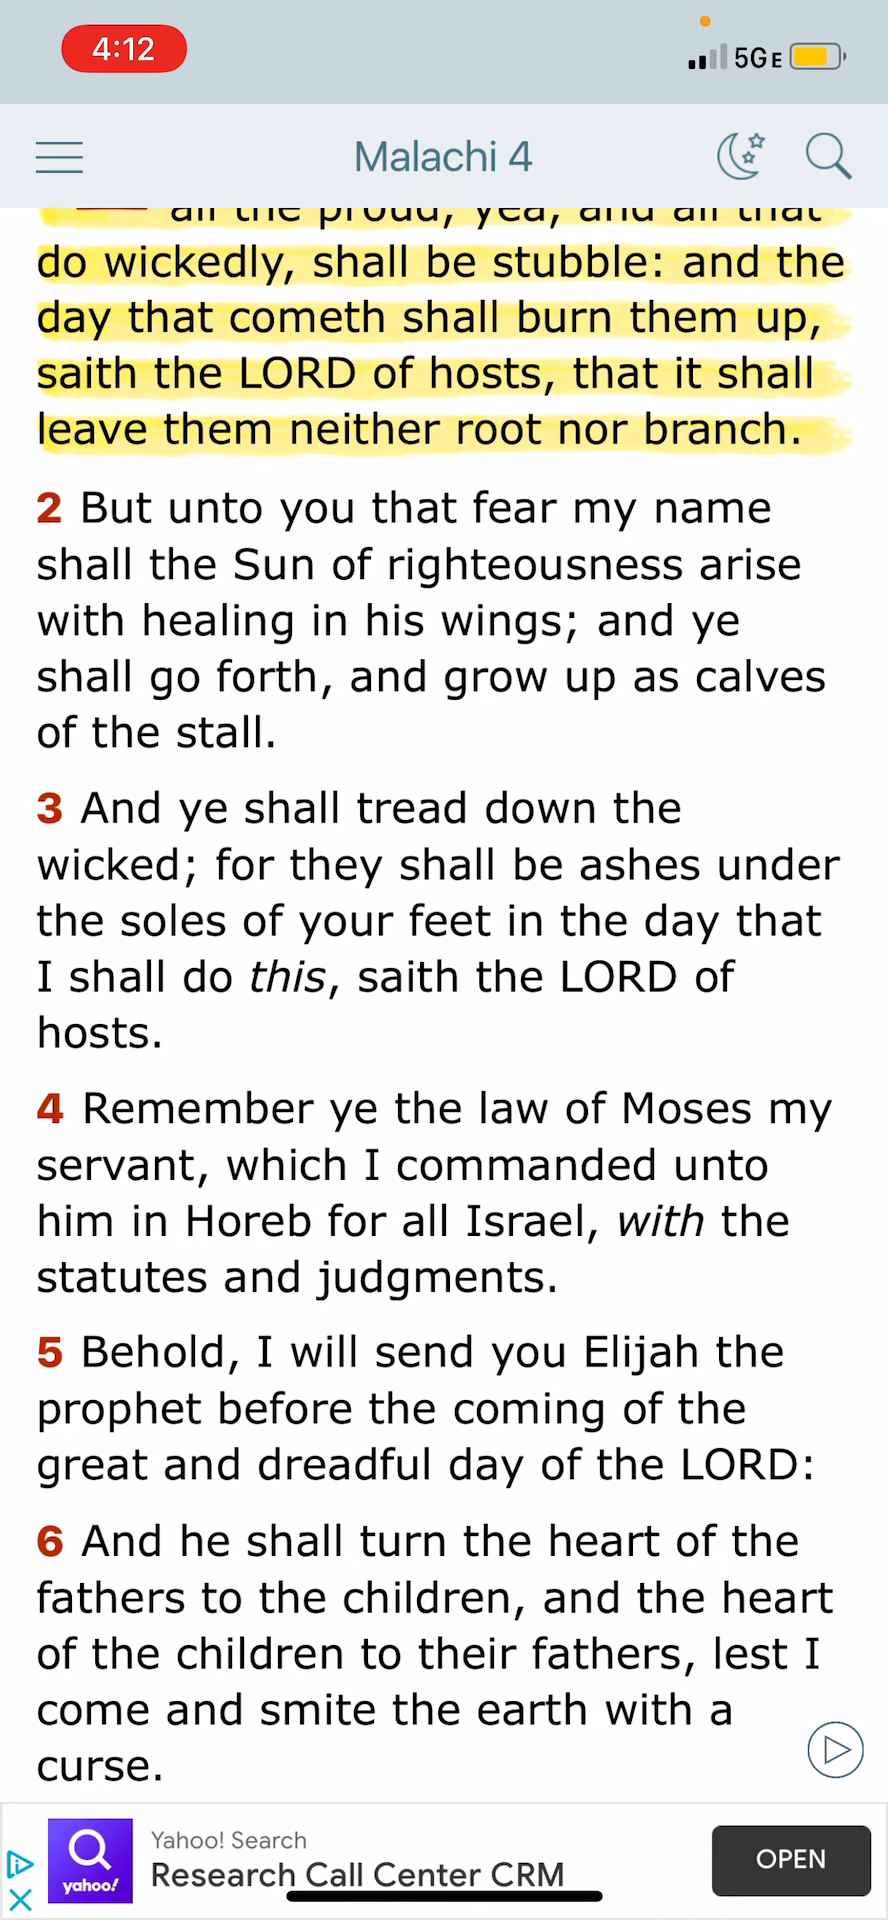 4:12
5GE
Malachi 4
all the proud, yea, and all that
do wickedly, shall be stubble: and the
day that cometh shall burn them up,
saith the LORD of hosts, that it shall
leave them neither root nor branch.
2 But unto you that fear my name
shall the Sun of righteousness arise
with healing in his wings; and ye
shall go forth, and grow up as calves
of the stall.
3 And ye shall tread down the
wicked; for they shall be ashes under
the soles of your feet in the day that
I shall do this, saith the LORD of
hosts.
4 Remember ye the law of Moses my
servant, which I commanded unto
him in Horeb for all Israel, with the
statutes and judgments.
5 Behold, I will send you Elijah the
prophet before the coming of the
great and dreadful day of the LORD:
6 And he shall turn the heart of the
fathers to the children, and the heart
of the children to their fathers, lest I
come and smite the earth with a
curse.
Yahoo! Search
Research Call Center CRM
yahoo!
OPEN